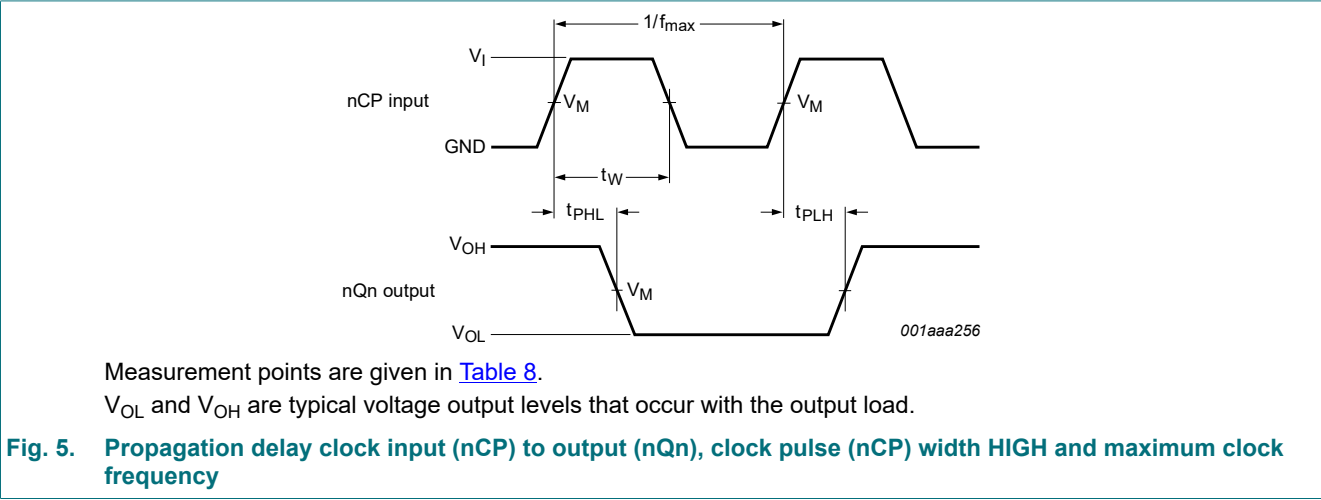 1/fmax
VI
nCP input
VM
VM
GND
tW
tPHL
tPLH
VOH
nQn output
VM
VOL
001aaa256
Measurement points are given in Table 8.
VOL and VOH are typical voltage output levels that occur with the output load.
Fig. 5. Propagation delay clock input (nCP) to output (nQn), clock pulse (nCP) width HIGH and maximum clock
frequency